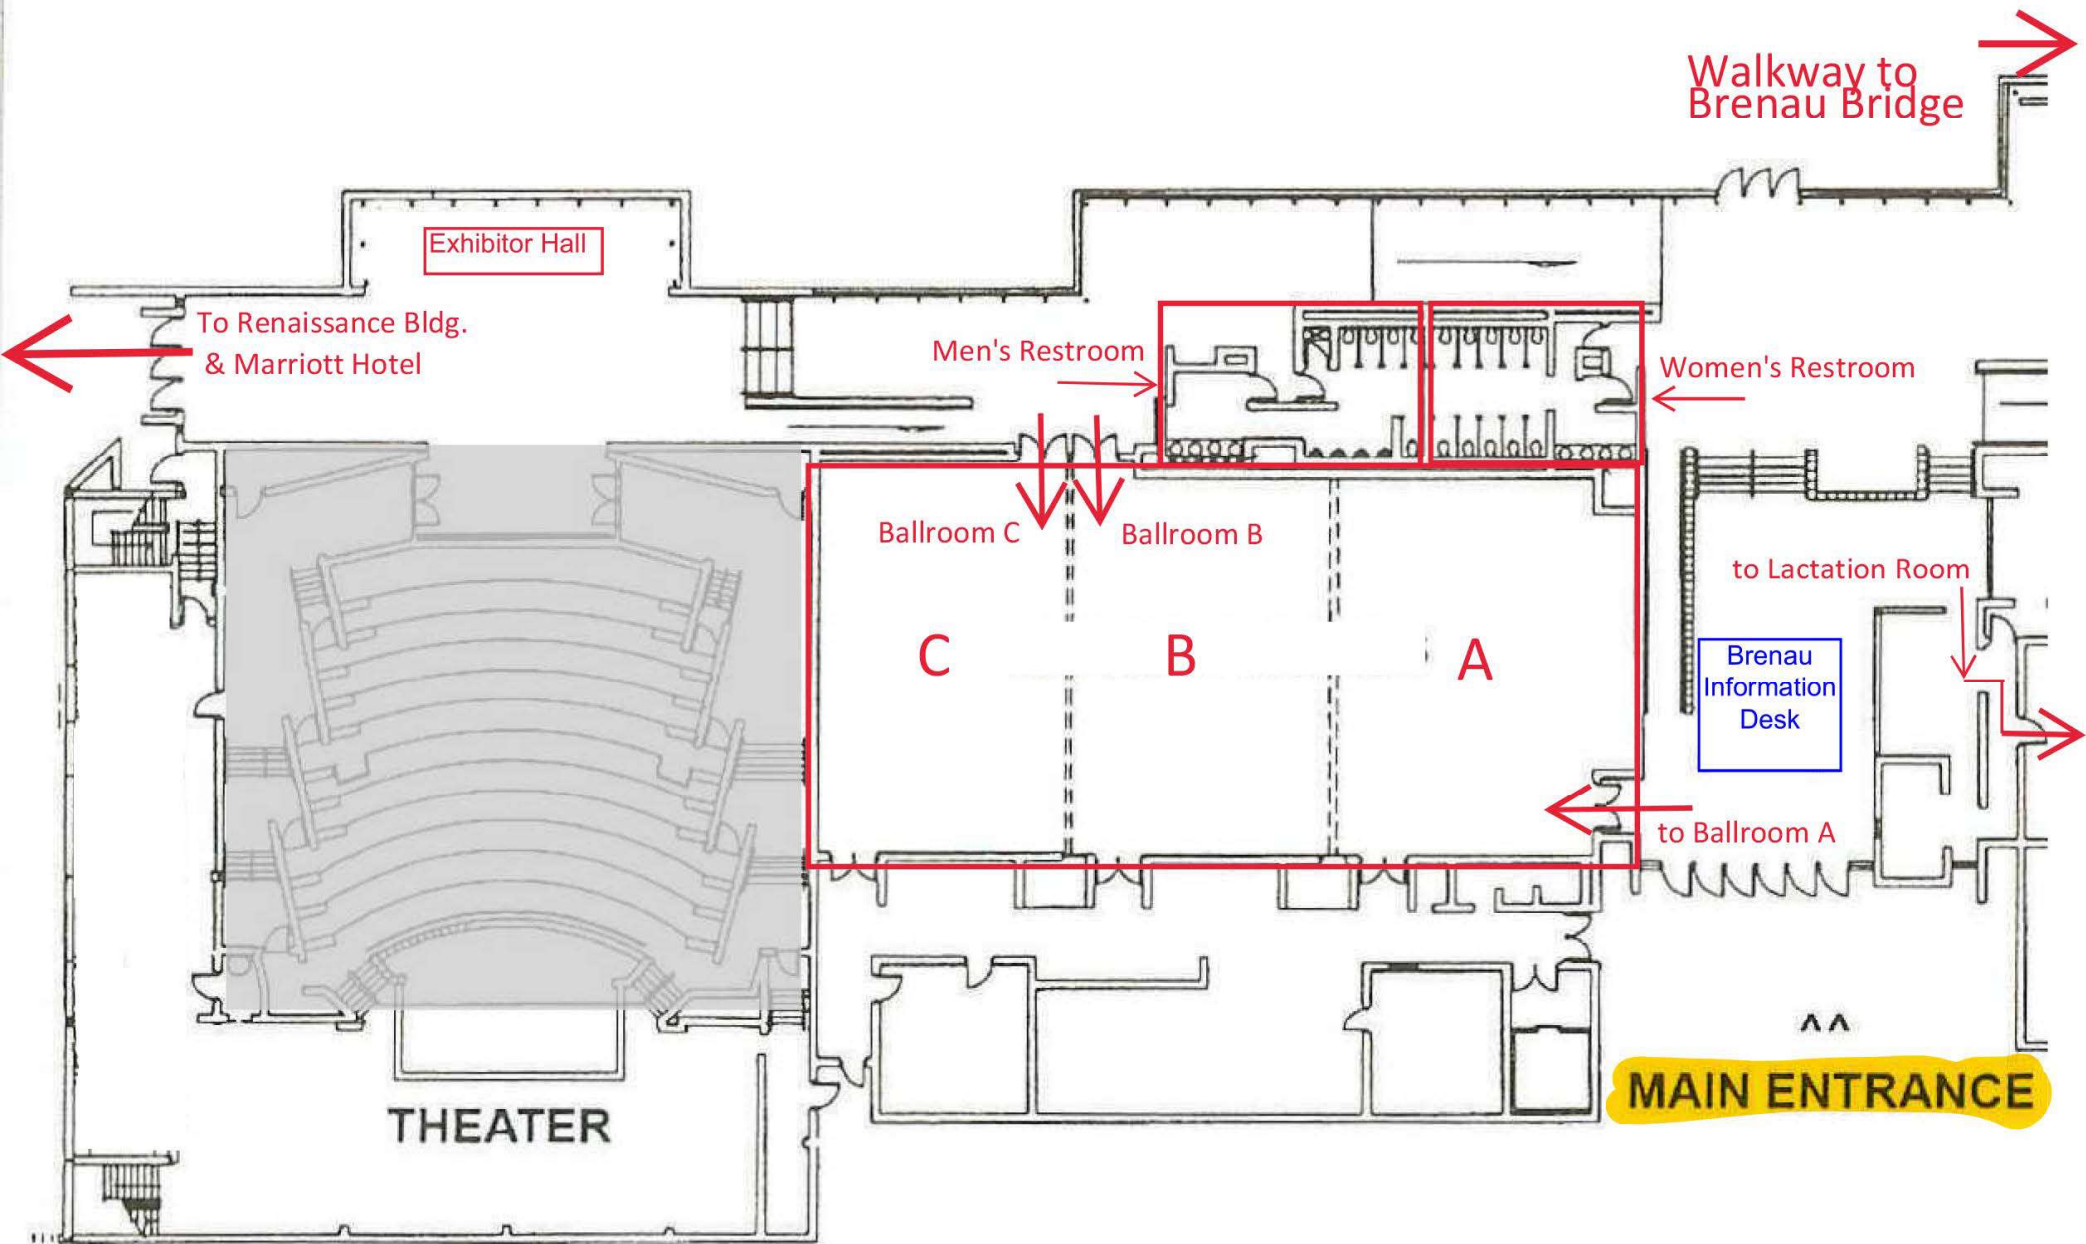 Walkway to
Brenau Bridge
Exhibitor Hall
To Renaissance Bldg.
& Marriott Hotel
Men's Restroom
Women's Restroom
Ballroom C
Ballroom B
to Lactation Room
C
B
A
Brenau
Information
Desk
to Ballroom A
MAIN ENTRANCE
THEATER